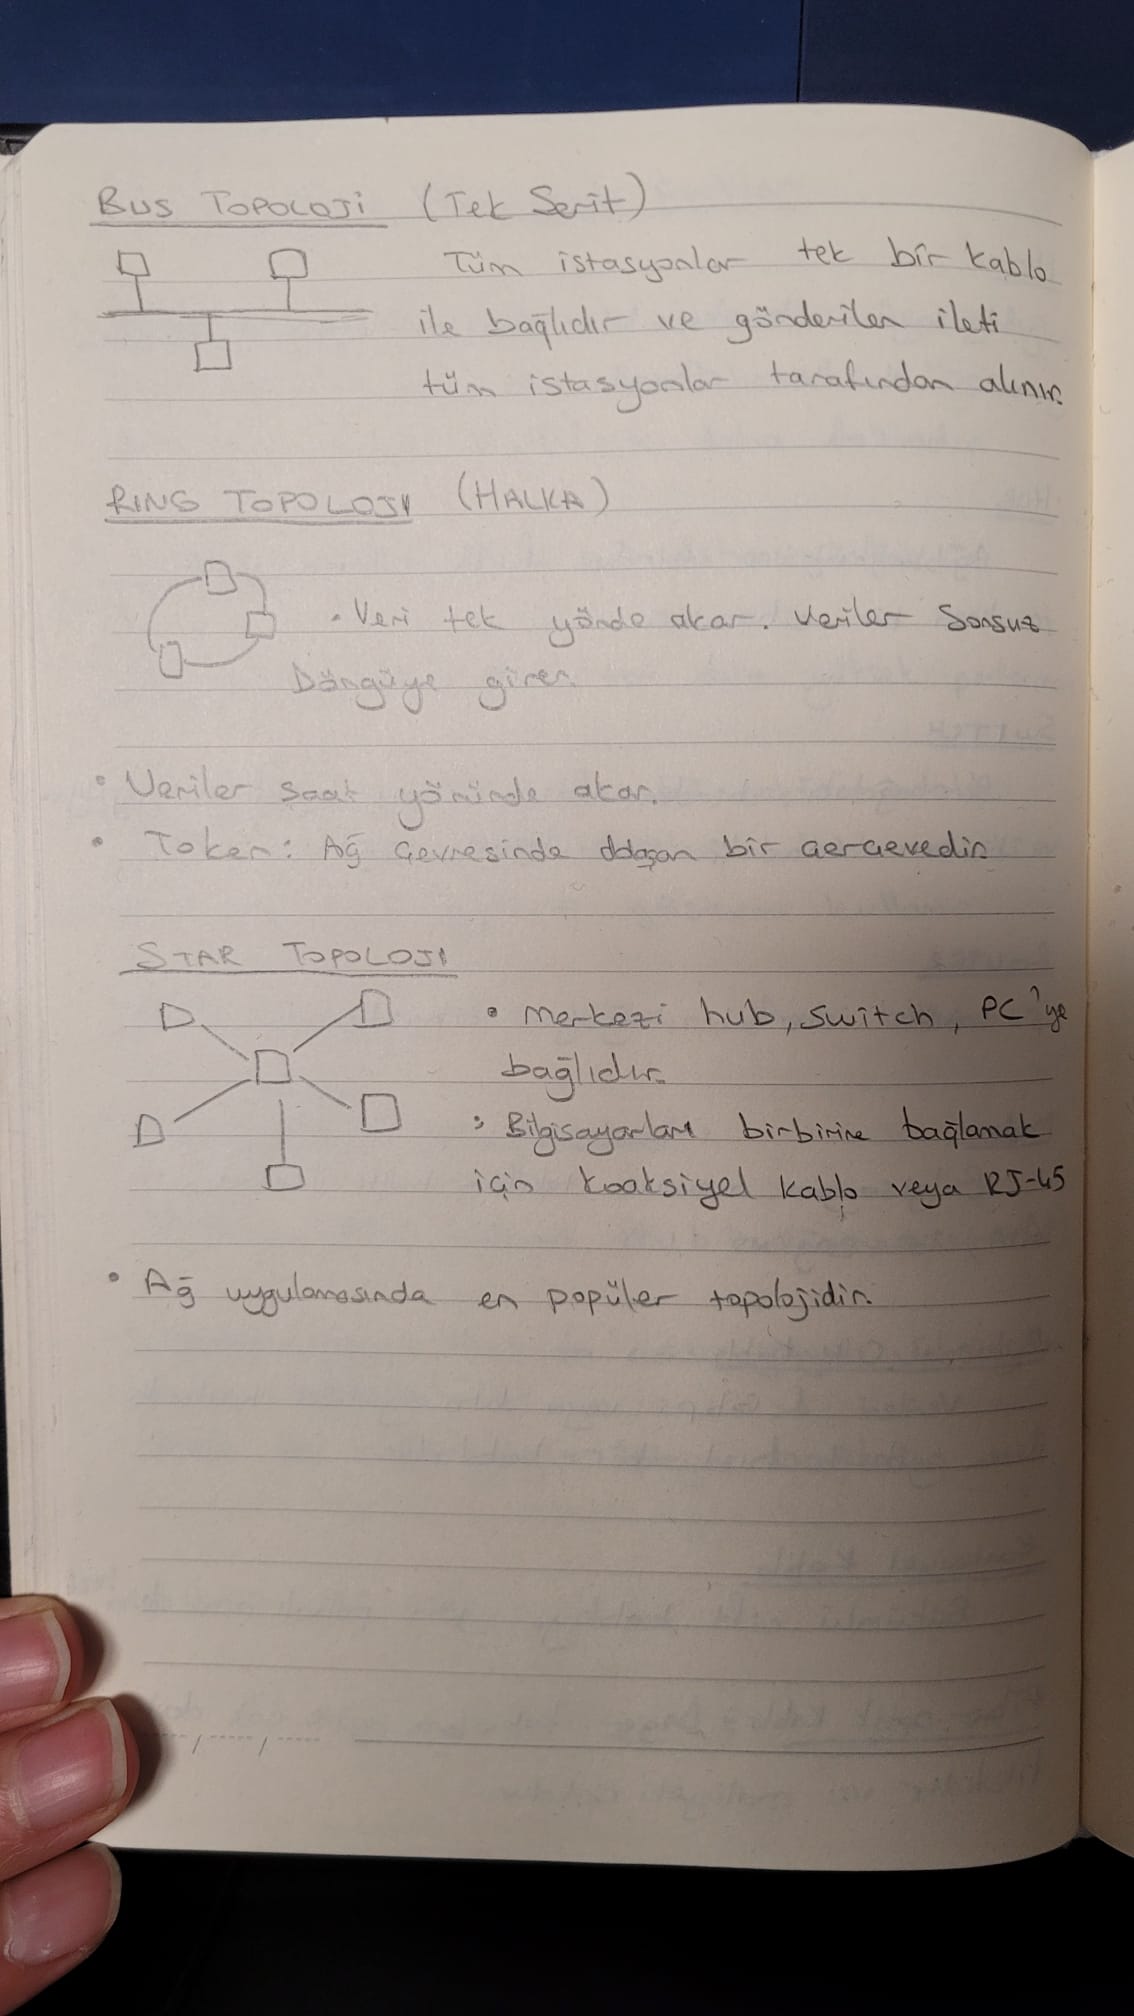 BUS TOPOLOJİ (Tek Serit)
Tüm istasyonlar tek bir kablo
ile bağlıdır ve gönderilen ileti
tüm istasyonlar tarafından alınır.
RING TOPOLOJI (HALKA)
• Veri tek yönde akar. Veriler Sonsuz
Döngüye girer.
• Veriler saat yönünde akar.
• Token: Ağ Çevresinde dolaşan bir çerçevedir.
STAR TOPOLOJI
• Merkezi hub, switch, PC'ye
bağlıdır.
• Bilgisayarları birbirine bağlamak
için koaksiyel kablo veya RJ-45
• Ağ uygulamasında en popüler topolojidir.